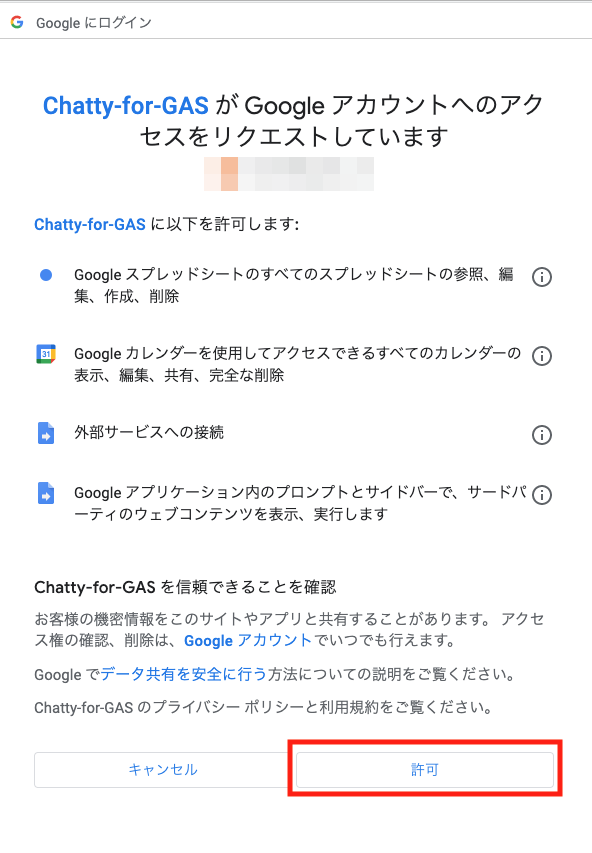 Google にログイン
Chatty-for-GAS が Google アカウントへのアク
セスをリクエストしています
Chatty-for-GAS に以下を許可します:
Google スプレッドシートのすべてのスプレッドシートの参照、編
集、作成、削除
31
Google カレンダーを使用してアクセスできるすべてのカレンダーの
表示、編集、共有、完全な削除
外部サービスへの接続
Google アプリケーション内のプロンプトとサイドバーで、サードパ
ーティのウェブコンテンツを表示、実行します
Chatty-for-GAS を信頼できることを確認
お客様の機密情報をこのサイトやアプリと共有することがあります。 アクセ
ス権の確認、削除は、Google アカウントでいつでも行えます。
Google でデータ共有を安全に行う方法についての説明をご覧ください。
Chatty-for-GAS のプライバシー ポリシーと利用規約をご覧ください。
キャンセル 許可